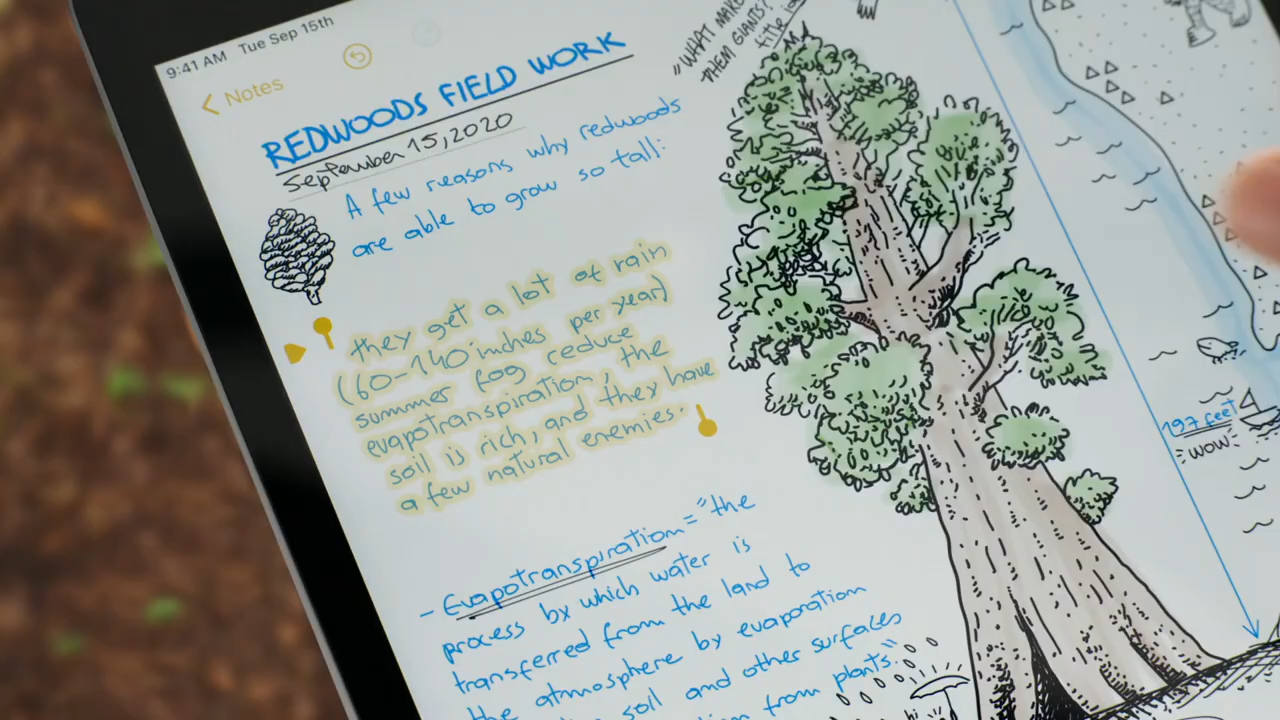 9:41 AM Tue Sep 15th
Notes
REDWOODS FIELD WORK
September 15, 2020
A few reasons why redwoods
are able to grow so tall:
they get a lot of rain
(60-140 inches per year)
summer fog reduce
evapotranspiration, the
soil is rich, and they have
a few natural enemies.
- Evapotranspiration = "the
process by which water is
transferred from the land to
the atmosphere by evaporation
soil and other surfaces
from plants."
"WHAT MAKE
THEM GIANTS?
title
197 feet
WOW
hi